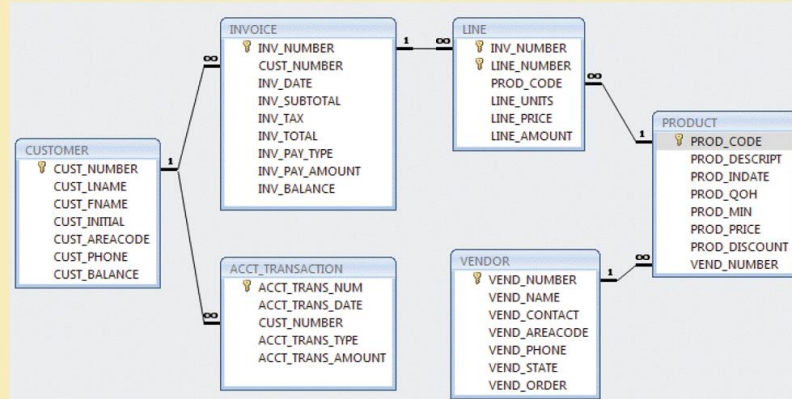 INVOICE
INV_NUMBER
CUST_NUMBER
INV_DATE
INV_SUBTOTAL
INV_TAX
INV_TOTAL
INV_PAY_TYPE
INV_PAY_AMOUNT
INV_BALANCE
1
∞
∞
LINE
INV_NUMBER
LINE_NUMBER
PROD_CODE
LINE_UNITS
LINE_PRICE
LINE_AMOUNT
∞
1
CUSTOMER
CUST_NUMBER
CUST_LNAME
CUST_FNAME
CUST_INITIAL
CUST_AREACODE
CUST_PHONE
CUST_BALANCE
1
PRODUCT
PROD_CODE
PROD_DESCRIPT
PROD_INDATE
PROD_QOH
PROD_MIN
PROD_PRICE
PROD_DISCOUNT
VEND_NUMBER
ACCT_TRANSACTION
ACCT_TRANS_NUM
ACCT_TRANS_DATE
CUST_NUMBER
ACCT_TRANS_TYPE
ACCT_TRANS_AMOUNT
∞
VENDOR
VEND_NUMBER
VEND_NAME
VEND_CONTACT
VEND_AREACODE
VEND_PHONE
VEND_STATE
VEND_ORDER
1
∞